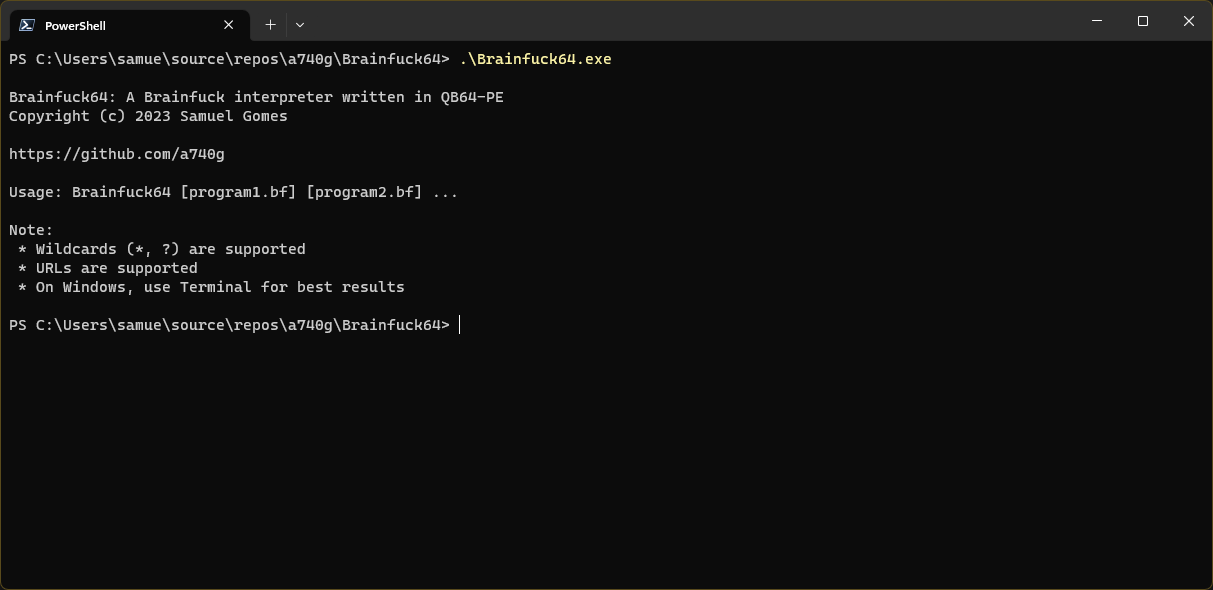 PowerShell
PS C:\Users\samue\source\repos\a740g\Brainfuck64> .\Brainfuck64.exe
Brainfuck64: A Brainfuck interpreter written in QB64-PE
Copyright (c) 2023 Samuel Gomes
https://github.com/a740g
Usage: Brainfuck64 [program1.bf] [program2.bf] ...
Note:
* Wildcards (*, ?) are supported
* URLs are supported
* On Windows, use Terminal for best results
PS C:\Users\samue\source\repos\a740g\Brainfuck64>